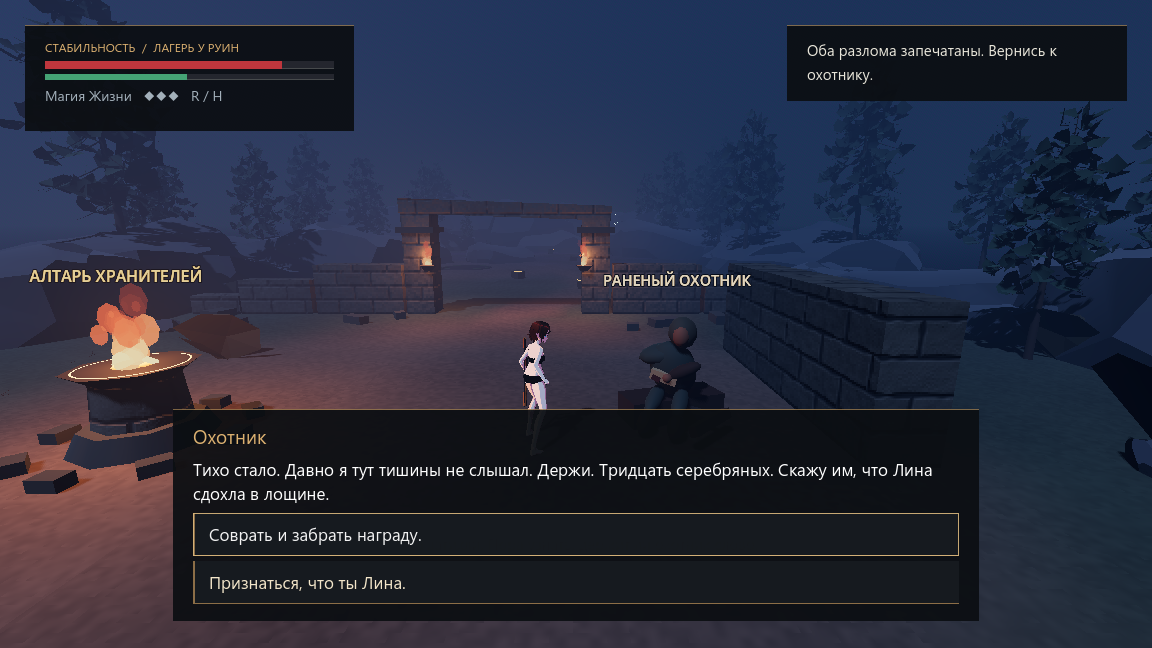 СТАБИЛЬНОСТЬ / ЛАГЕРЬ У РУИН
Магия Жизни ◆◆◆ R / H
Оба разлома запечатаны. Вернись к
охотнику.
АЛТАРЬ ХРАНИТЕЛЕЙ
РАНЕНЫЙ ОХОТНИК
Охотник
Тихо стало. Давно я тут тишины не слышал. Держи. Тридцать серебряных. Скажу им, что Лина
сдохла в лощине.
Соврать и забрать награду.
Признаться, что ты Лина.